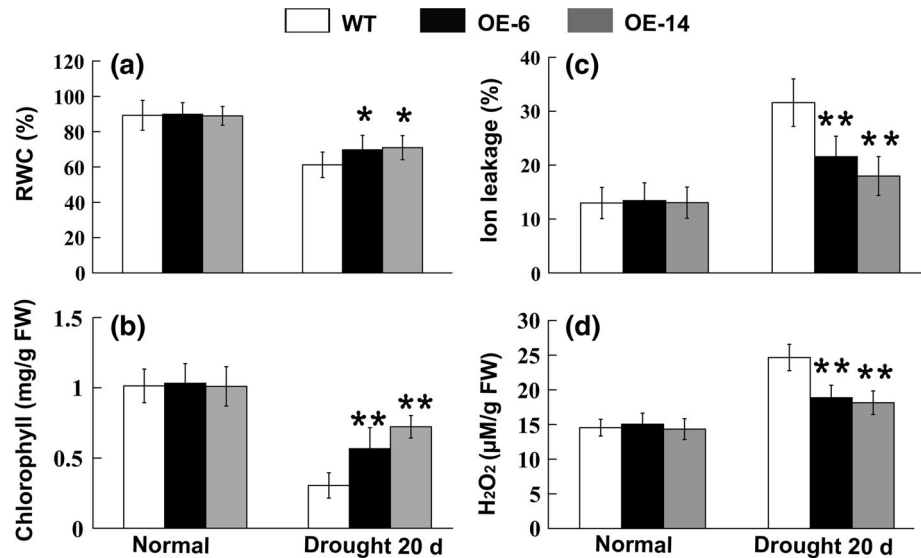 WT OE-6 OE-14
(a)
RWC (%)
120
100
80
60
40
20
0
* *
(c)
Ion leakage (%)
40
30
20
10
0
** **
(b)
Chlorophyll (mg/g FW)
1.5
1
0.5
0
** **
Normal Drought 20 d
(d)
H₂O₂ (µM/g FW)
30
25
20
15
10
5
0
** **
Normal Drought 20 d